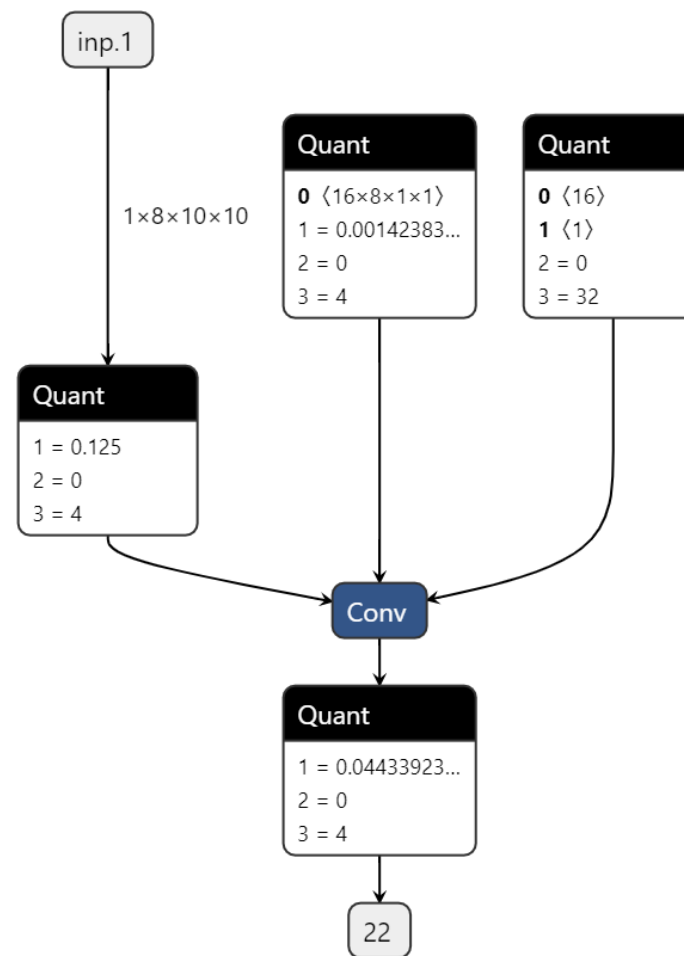 inp.1
1×8×10×10
Quant
0 〈16×8×1×1〉
1 = 0.00142383...
2 = 0
3 = 4
Quant
0 〈16〉
1 〈1〉
2 = 0
3 = 32
Quant
1 = 0.125
2 = 0
3 = 4
Conv
Quant
1 = 0.04433923...
2 = 0
3 = 4
22